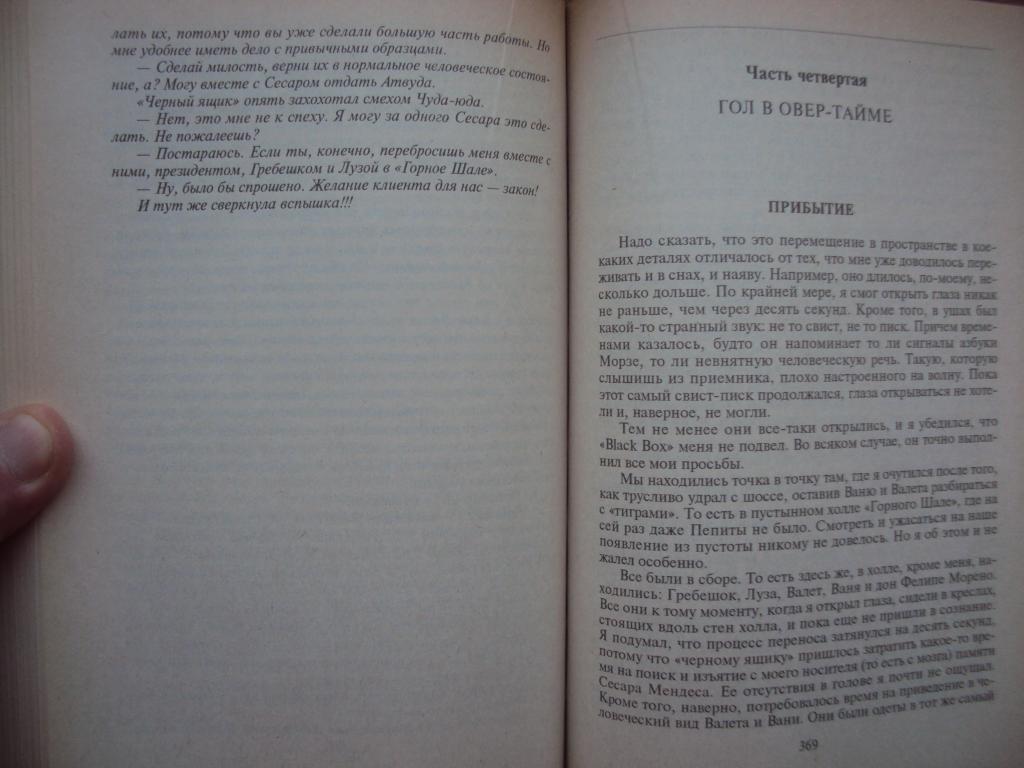 лать их, потому что вы уже сделали большую часть работы. Но
мне удобнее иметь дело с привычными образцами.
— Сделай милость, верни их в нормальное человеческое состоя-
ние, а? Могу вместе с Сесаром отдать Атвуда.
«Черный ящик» опять захохотал смехом Чуда-юда.
— Нет, это мне не к спеху. Я могу за одного Сесара это сде-
лать. Не пожалеешь?
— Постараюсь. Если ты, конечно, перебросишь меня вместе с
ними, президентом, Гребешком и Лузой в «Горное Шале».
— Ну, было бы спрошено. Желание клиента для нас — закон!
И тут же сверкнула вспышка!!!
Часть четвертая
ГОЛ В ОВЕР-ТАЙМЕ
ПРИБЫТИЕ
Надо сказать, что это перемещение в пространстве в кое-
каких деталях отличалось от тех, что мне уже доводилось пере-
живать и в снах, и наяву. Например, оно длилось, по-моему, не-
сколько дольше. По крайней мере, я смог открыть глаза никак
не раньше, чем через десять секунд. Кроме того, в ушах был
какой-то странный звук: не то свист, не то писк. Причем време-
нами казалось, будто он напоминает то ли сигналы азбуки
Морзе, то ли невнятную человеческую речь. Такую, которую
слышишь из приемника, плохо настроенного на волну. Пока
этот самый свист-писк продолжался, глаза открываться не хоте-
ли и, наверное, не могли.
Тем не менее они все-таки открылись, и я убедился, что
«Black Box» меня не подвел. Во всяком случае, он точно выпол-
нил все мои просьбы.
Мы находились точка в точку там, где я очутился после того,
как трусливо удрал с шоссе, оставив Ваню и Валета разбираться
с «тиграми». То есть в пустынном холле «Горного Шале», где на
сей раз даже Пепиты не было. Смотреть и ужасаться на наше
появление из пустоты никому не довелось. Но я об этом и не
жалел особенно.
Все были в сборе. То есть здесь же, в холле, кроме меня, на-
ходились: Гребешок, Луза, Валет, Ваня и дон Фелипе Морено.
Все они к тому моменту, когда я открыл глаза, сидели в креслах,
стоящих вдоль стен холла, и пока еще не пришли в сознание.
Я подумал, что процесс переноса затянулся на десять секунд,
потому что «черному ящику» пришлось затратить какое-то вре-
мя на поиск и изъятие с моего носителя (то есть с мозга) памяти
Сесара Мендеса. Ее отсутствия в голове я почти не ощущал.
Кроме того, наверно, потребовалось время на приведение в че-
ловеческий вид Валета и Вани. Они были одеты в тот же самый
369